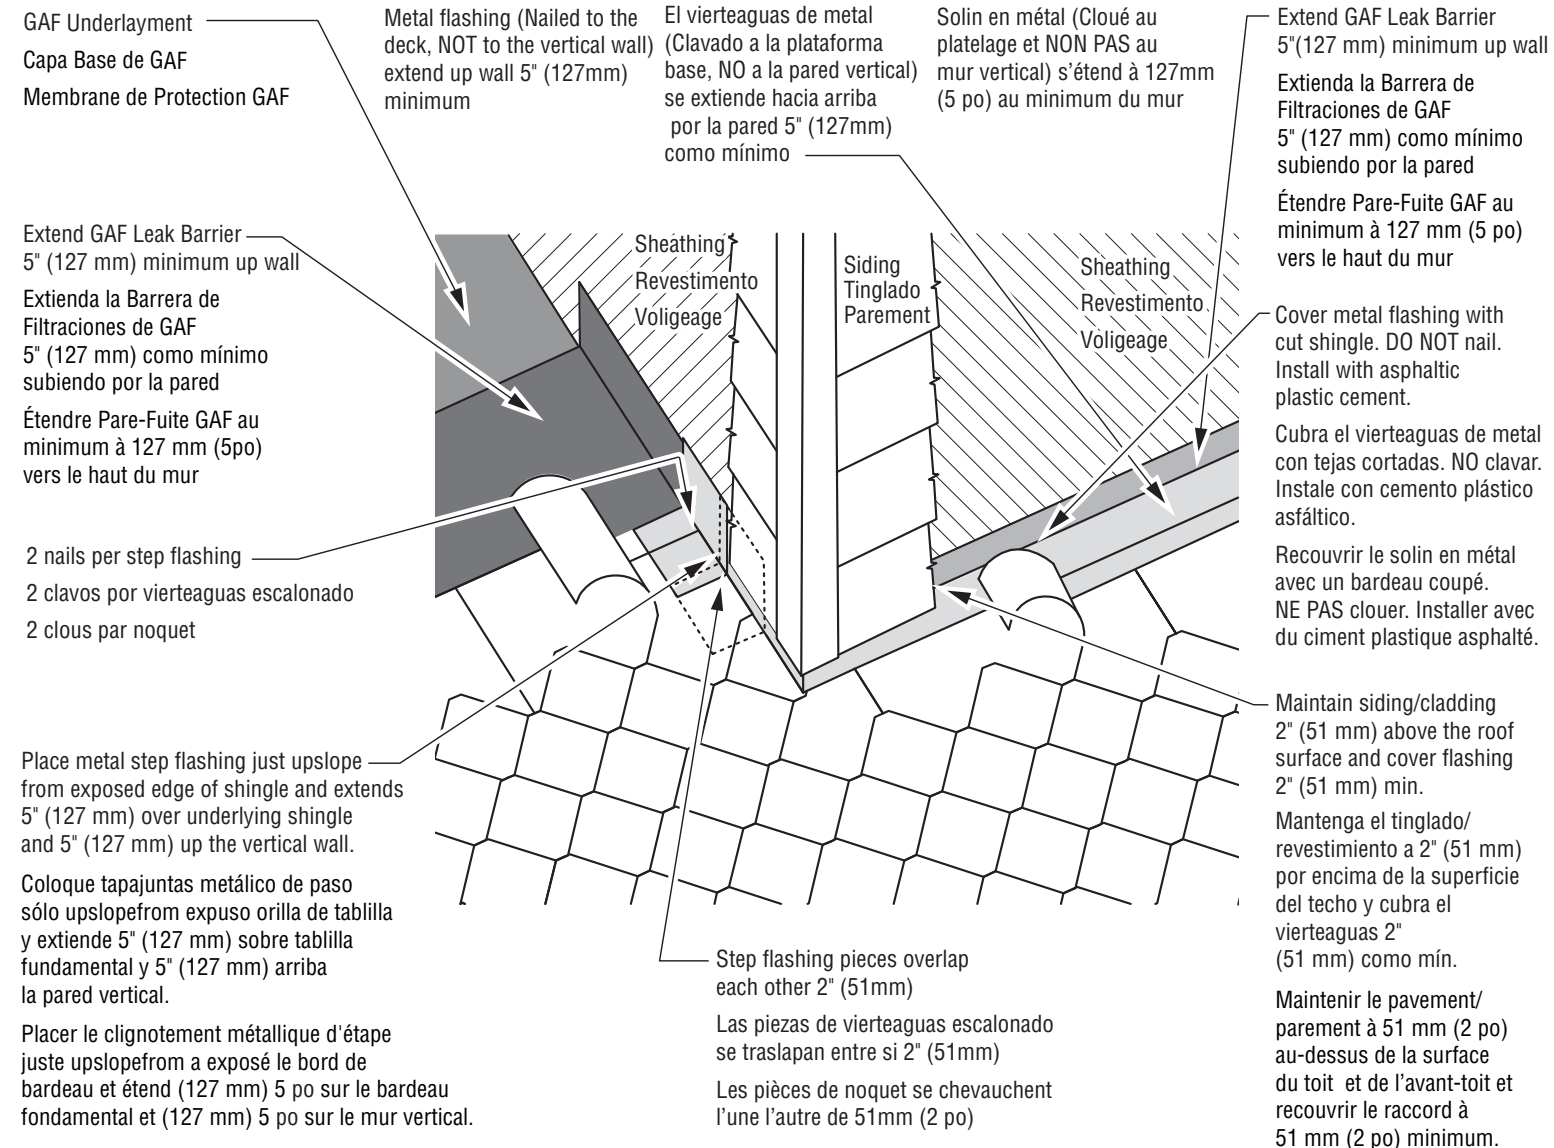 GAF Underlayment
Capa Base de GAF
Membrane de Protection GAF
Metal flashing (Nailed to the
deck, NOT to the vertical wall)
extend up wall 5" (127mm)
minimum
El vierteaguas de metal
(Clavado a la plataforma
base, NO a la pared vertical)
se extiende hacia arriba
por la pared 5" (127mm)
como mínimo
Solin en métal (Cloué au
platelage et NON PAS au
mur vertical) s'étend à 127mm
(5 po) au minimum du mur
Extend GAF Leak Barrier
5"(127 mm) minimum up wall
Extienda la Barrera de
Filtraciones de GAF
5" (127 mm) como mínimo
subiendo por la pared
Étendre Pare-Fuite GAF au
minimum à 127 mm (5 po)
vers le haut du mur
Extend GAF Leak Barrier
5" (127 mm) minimum up wall
Extienda la Barrera de
Filtraciones de GAF
5" (127 mm) como mínimo
subiendo por la pared
Étendre Pare-Fuite GAF au
minimum à 127 mm (5po)
vers le haut du mur
Sheathing
Revestimento
Voligeage
Siding
Tinglado
Parement
Sheathing
Revestimento
Voligeage
Cover metal flashing with
cut shingle. DO NOT nail.
Install with asphaltic
plastic cement.
Cubra el vierteaguas de metal
con tejas cortadas. NO clavar.
Instale con cemento plástico
asfáltico.
Recouvrir le solin en métal
avec un bardeau coupé.
NE PAS clouer. Installer avec
du ciment plastique asphalté.
2 nails per step flashing
2 clavos por vierteaguas escalonado
2 clous par noquet
Maintain siding/cladding
2" (51 mm) above the roof
surface and cover flashing
2" (51 mm) min.
Mantenga el tinglado/
revestimiento a 2" (51 mm)
por encima de la superficie
del techo y cubra el
vierteaguas 2"
(51 mm) como mín.
Maintenir le pavement/
parement à 51 mm (2 po)
au-dessus de la surface
du toit et de l'avant-toit et
recouvrir le raccord à
51 mm (2 po) minimum.
Place metal step flashing just upslope
from exposed edge of shingle and extends
5" (127 mm) over underlying shingle
and 5" (127 mm) up the vertical wall.
Coloque tapajuntas metálico de paso
sólo upslopefrom expuso orilla de tablilla
y extiende 5" (127 mm) sobre tablilla
fundamental y 5" (127 mm) arriba
la pared vertical.
Placer le clignotement métallique d'étape
juste upslopefrom a exposé le bord de
bardeau et étend (127 mm) 5 po sur le bardeau
fondamental et (127 mm) 5 po sur le mur vertical.
Step flashing pieces overlap
each other 2" (51mm)
Las piezas de vierteaguas escalonado
se traslapan entre si 2" (51mm)
Les pièces de noquet se chevauchent
l'une l'autre de 51mm (2 po)